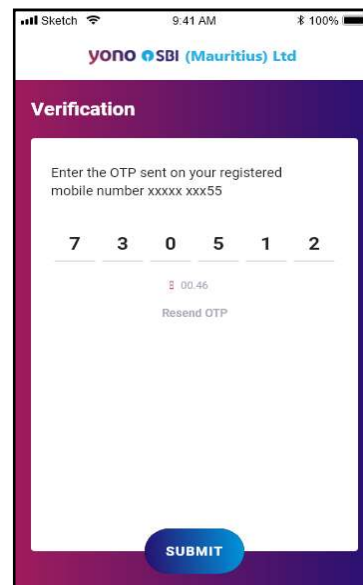 Sketch 9:41 AM 100%
yono SBI (Mauritius) Ltd
Verification
Enter the OTP sent on your registered
mobile number xxxxx xxx55
7 3 0 5 1 2
00.46
Resend OTP
SUBMIT